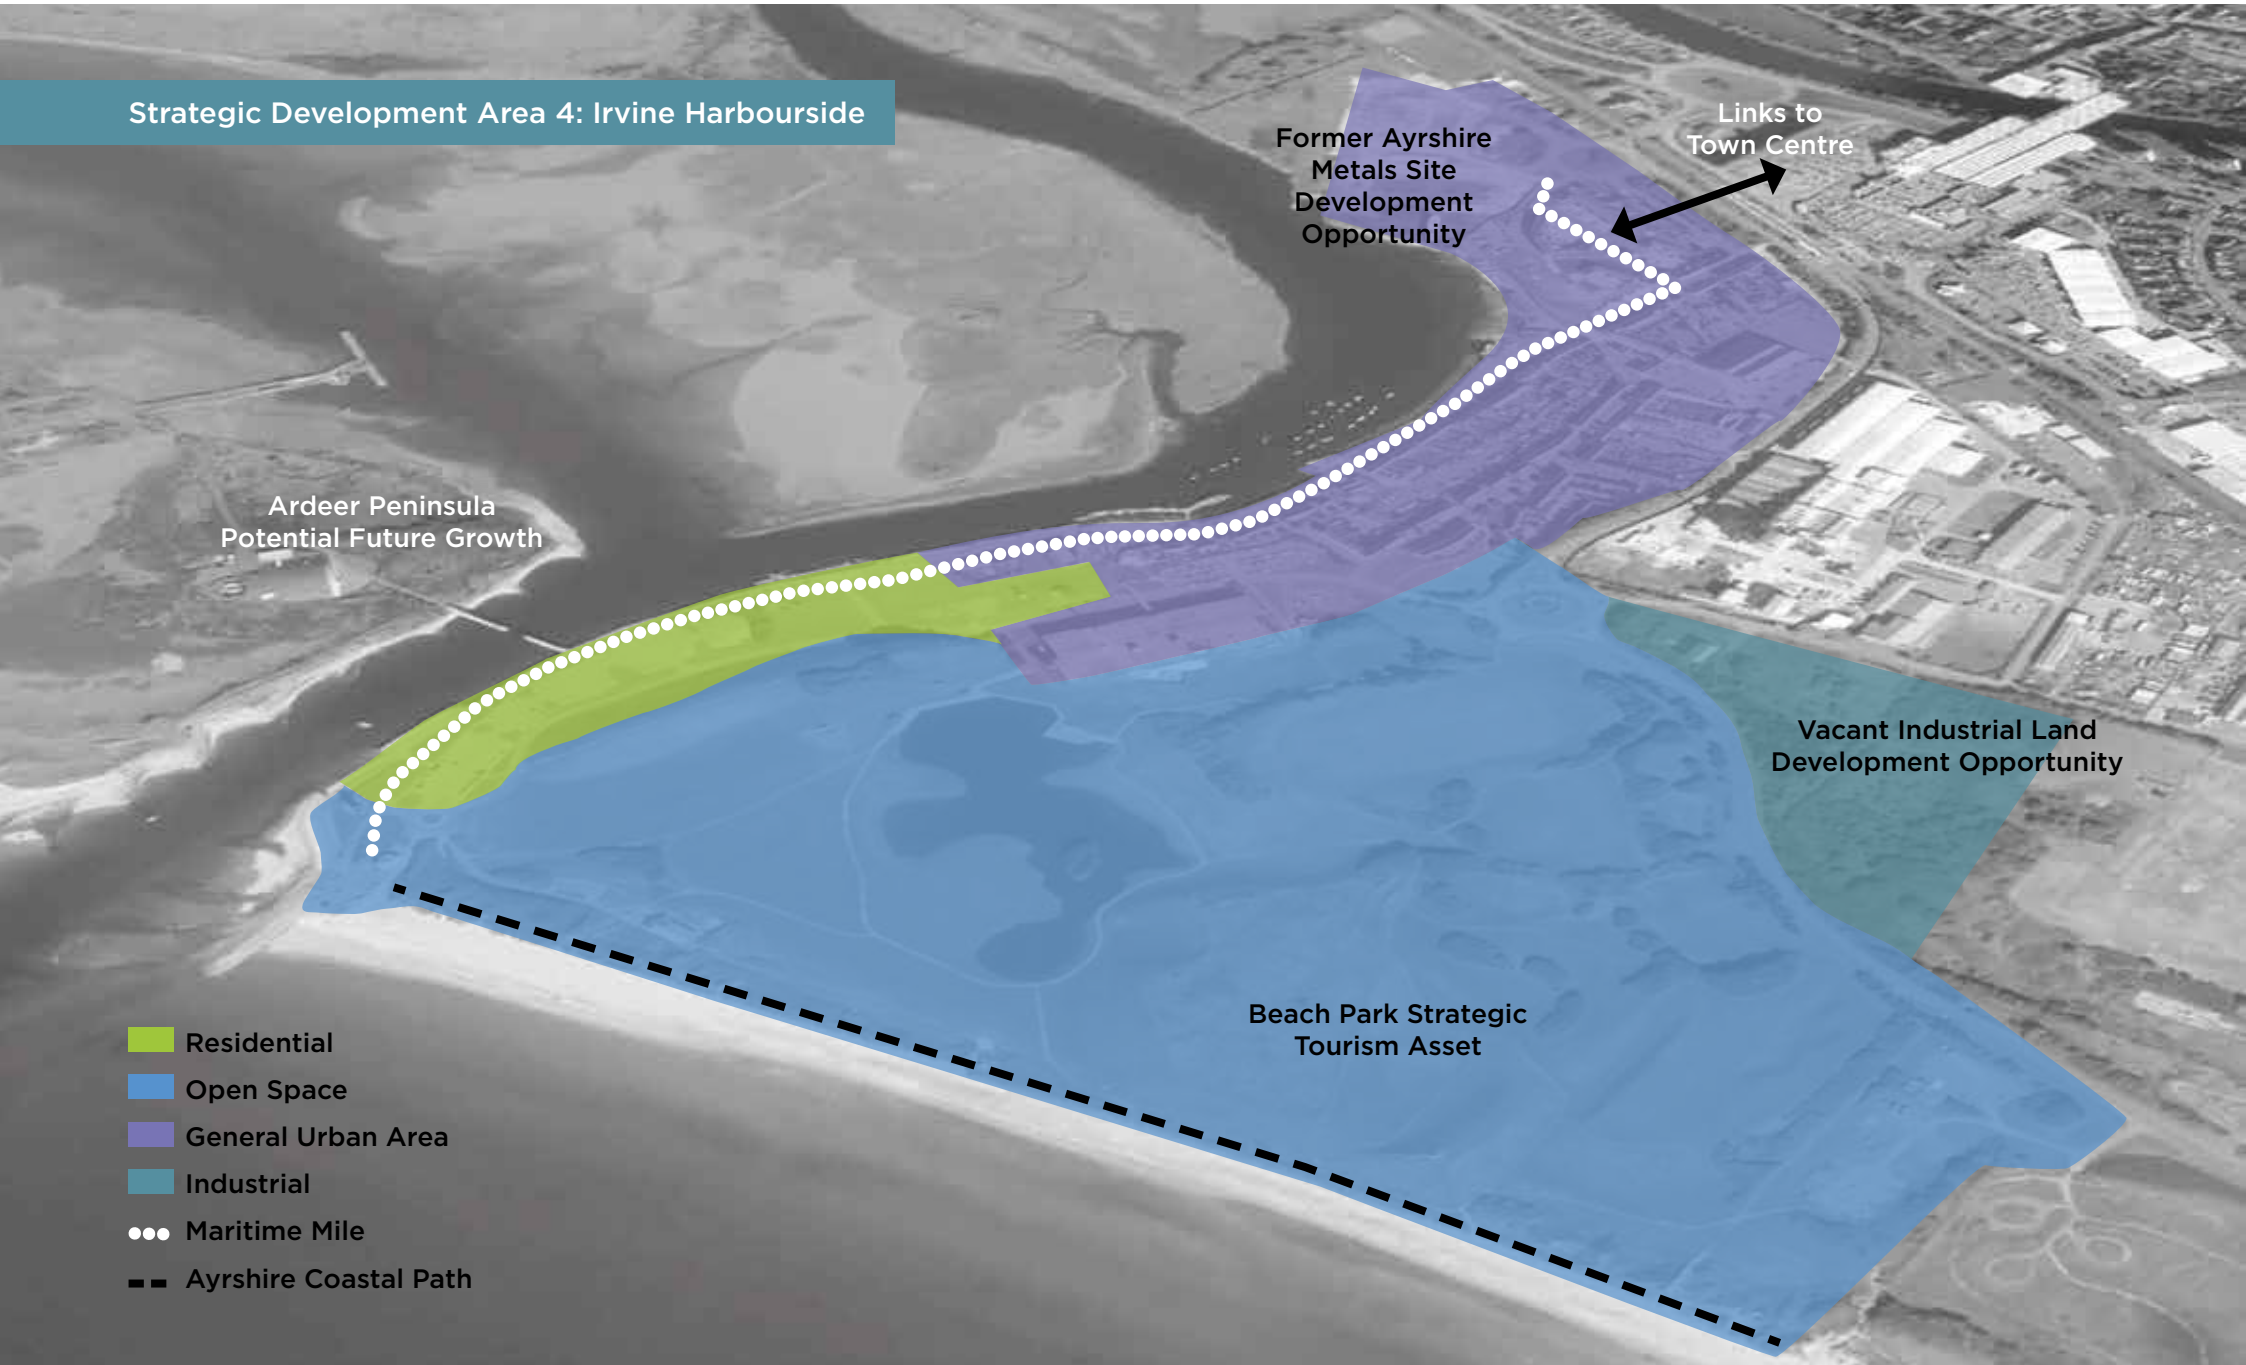 Strategic Development Area 4: Irvine Harbourside
Former Ayrshire
Metals Site
Development
Opportunity
Links to
Town Centre
Ardeer Peninsula
Potential Future Growth
Vacant Industrial Land
Development Opportunity
Beach Park Strategic
Tourism Asset
Residential
Open Space
General Urban Area
Industrial
Maritime Mile
Ayrshire Coastal Path